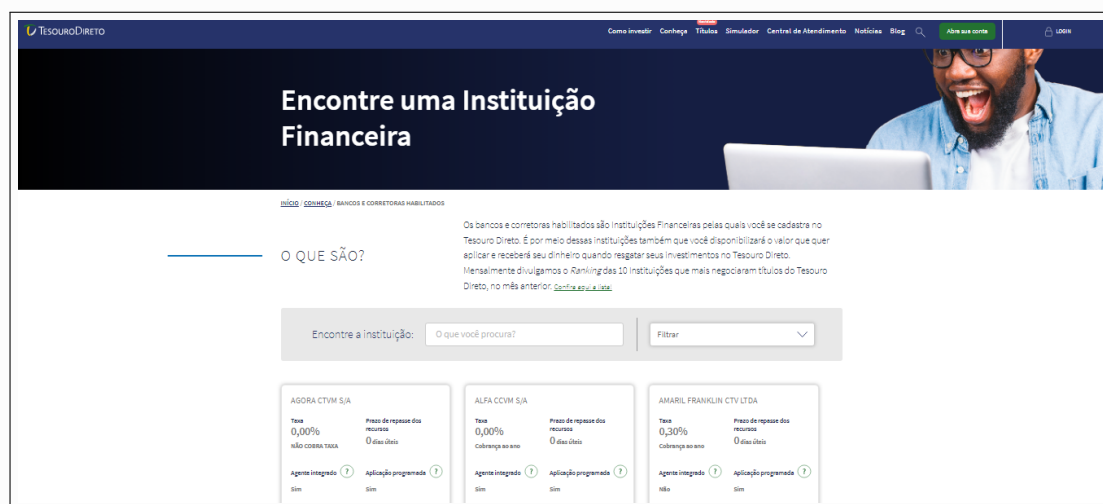 TESOURODIRETO
Como investir Conheça Títulos Simulador Central de Atendimento Notícias Blog Abra sua conta LOGIN
Encontre uma Instituição
Financeira
INÍCIO / CONHEÇA / BANCOS E CORRETORAS HABILITADOS
O QUE SÃO?
Os bancos e corretoras habilitados são Instituições Financeiras pelas quais você se cadastra no
Tesouro Direto. É por meio dessas instituições também que você disponibilizará o valor que quer
aplicar e receberá seu dinheiro quando resgatar seus investimentos no Tesouro Direto.
Mensalmente divulgamos o Ranking das 10 Instituições que mais negociaram títulos do Tesouro
Direto, no mês anterior. Confira aqui a lista!
Encontre a instituição: O que você procura? Filtrar
AGORA CTVM S/A
Taxa
0,00%
NÃO COBRA TAXA
Prazo de repasse dos
recursos
0 dias úteis
Agente integrado ?
Sim
Aplicação programada ?
Sim
ALFA CCVM S/A
Taxa
0,00%
Cobrança ao ano
Prazo de repasse dos
recursos
0 dias úteis
Agente integrado ?
Sim
Aplicação programada ?
Sim
AMARIL FRANKLIN CTV LTDA
Taxa
0,30%
Cobrança ao ano
Prazo de repasse dos
recursos
0 dias úteis
Agente integrado ?
Não
Aplicação programada ?
Sim